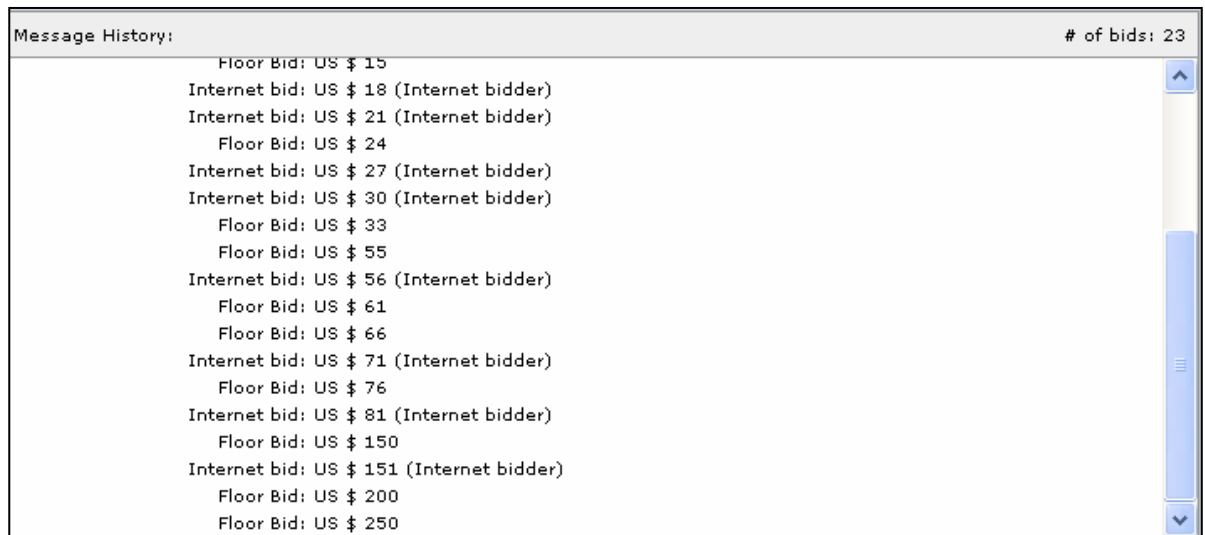 Message History: # of bids: 23
Floor Bid: US $ 15
Internet bid: US $ 18 (Internet bidder)
Internet bid: US $ 21 (Internet bidder)
Floor Bid: US $ 24
Internet bid: US $ 27 (Internet bidder)
Internet bid: US $ 30 (Internet bidder)
Floor Bid: US $ 33
Floor Bid: US $ 55
Internet bid: US $ 56 (Internet bidder)
Floor Bid: US $ 61
Floor Bid: US $ 66
Internet bid: US $ 71 (Internet bidder)
Floor Bid: US $ 76
Internet bid: US $ 81 (Internet bidder)
Floor Bid: US $ 150
Internet bid: US $ 151 (Internet bidder)
Floor Bid: US $ 200
Floor Bid: US $ 250